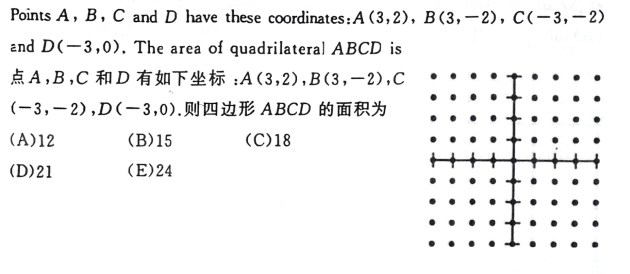 Points A, B, C and D have these coordinates:A(3,2), B(3,−2), C(−3,−2)
and D(−3,0). The area of quadrilateral ABCD is
点A,B,C 和D 有如下坐标 :A(3,2),B(3,−2),C
(−3,−2),D(−3,0).则四边形 ABCD 的面积为
(A)12 (B)15 (C)18
(D)21 (E)24